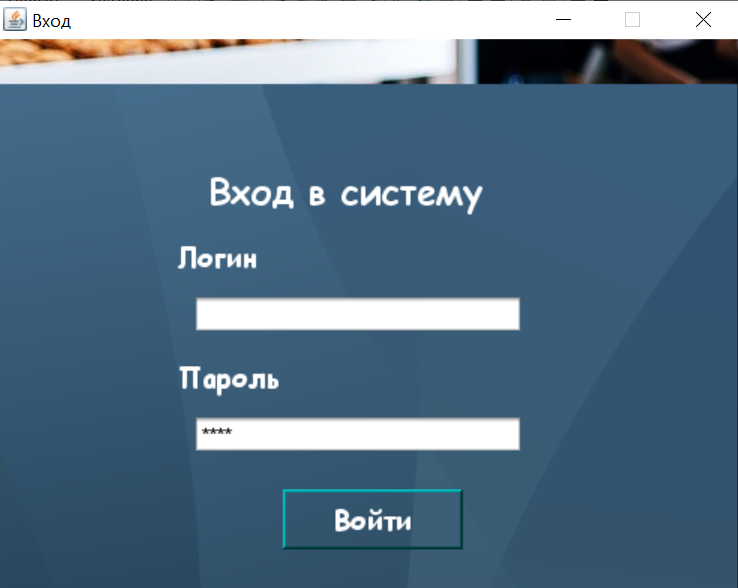 Вход
Вход в систему
Логин
Пароль
****
Войти